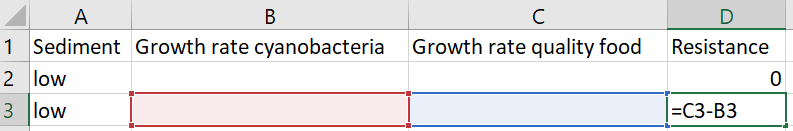 A B C D
1 Sediment Growth rate cyanobacteria Growth rate quality food Resistance
2 low 0
3 low =C3-B3